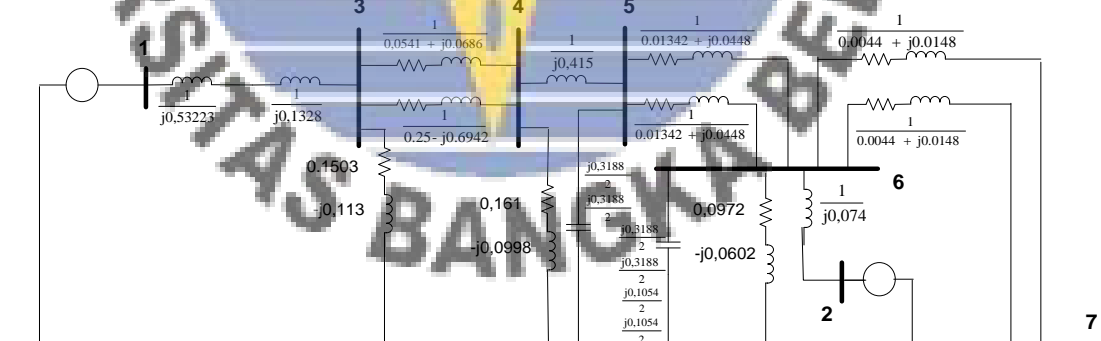 3
4
5
1
0,0541 + j0.0686
1
j0,415
1
0.01342 + j0.0448
1
0.0044 + j0.0148
1
1
j0,53223
1
j0,1328
1
0.25- j0.6942
1
0.01342 + j0.0448
1
0.0044 + j0.0148
0.1503
-j0,113
0,161
-j0,0998
j0,3188
2
j0,3188
2
j0,3188
2
j0,3188
2
j0,1054
2
j0,1054
2
0,0972
-j0,0602
1
j0,074
6
2
7
SITAS BANGKA BEL